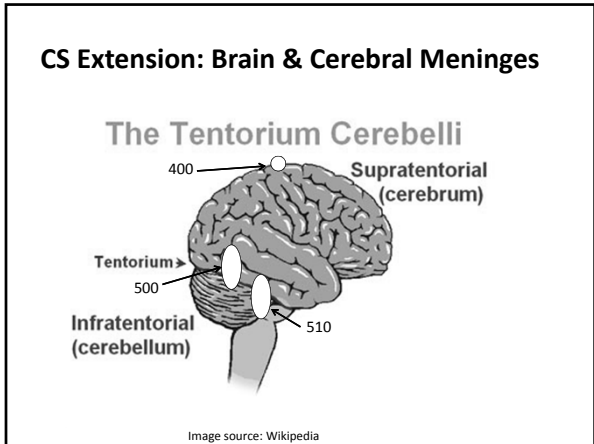 CS Extension: Brain & Cerebral Meninges
The Tentorium Cerebelli
400
Supratentorial
(cerebrum)
Tentorium
500
510
Infratentorial
(cerebellum)
Image source: Wikipedia